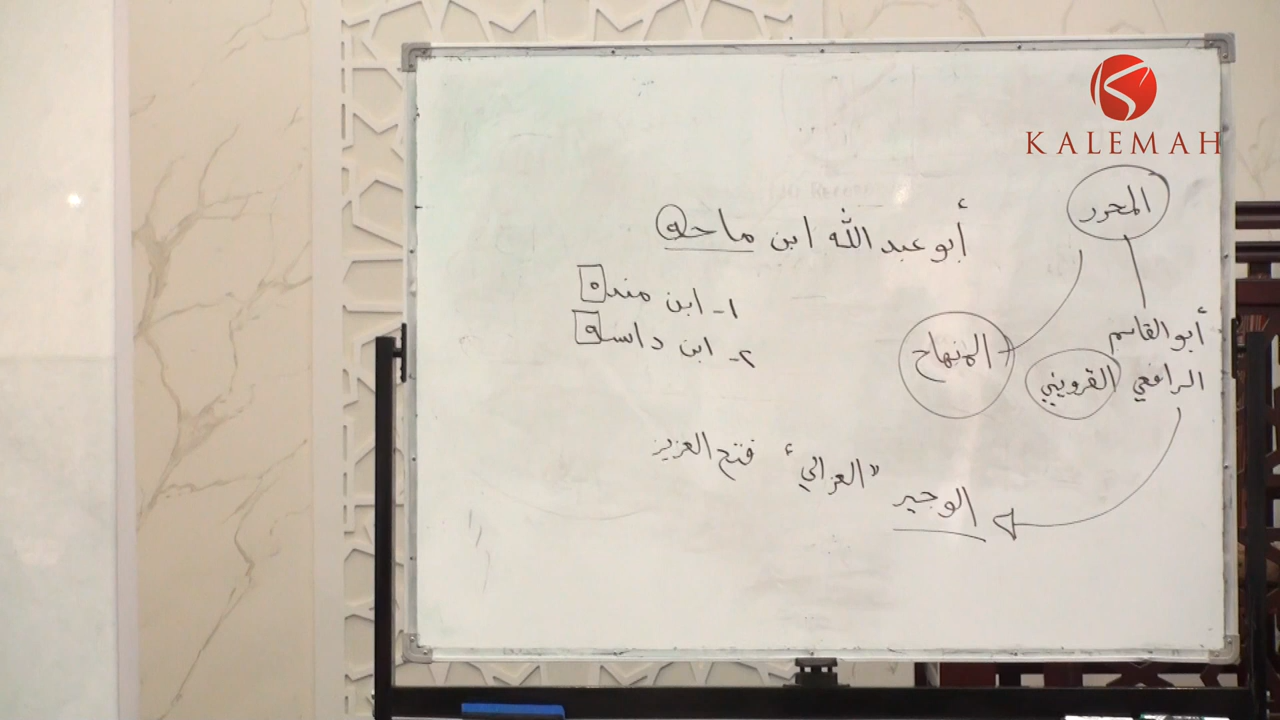 KALEMAH
المحرر
أبو عبد الله ابن ماجه
١- ابن منده
٢- ابن داسه
المنهاج
أبو القاسم
الرافعي القزويني
الوجيز "الغزالي" فتح العزيز